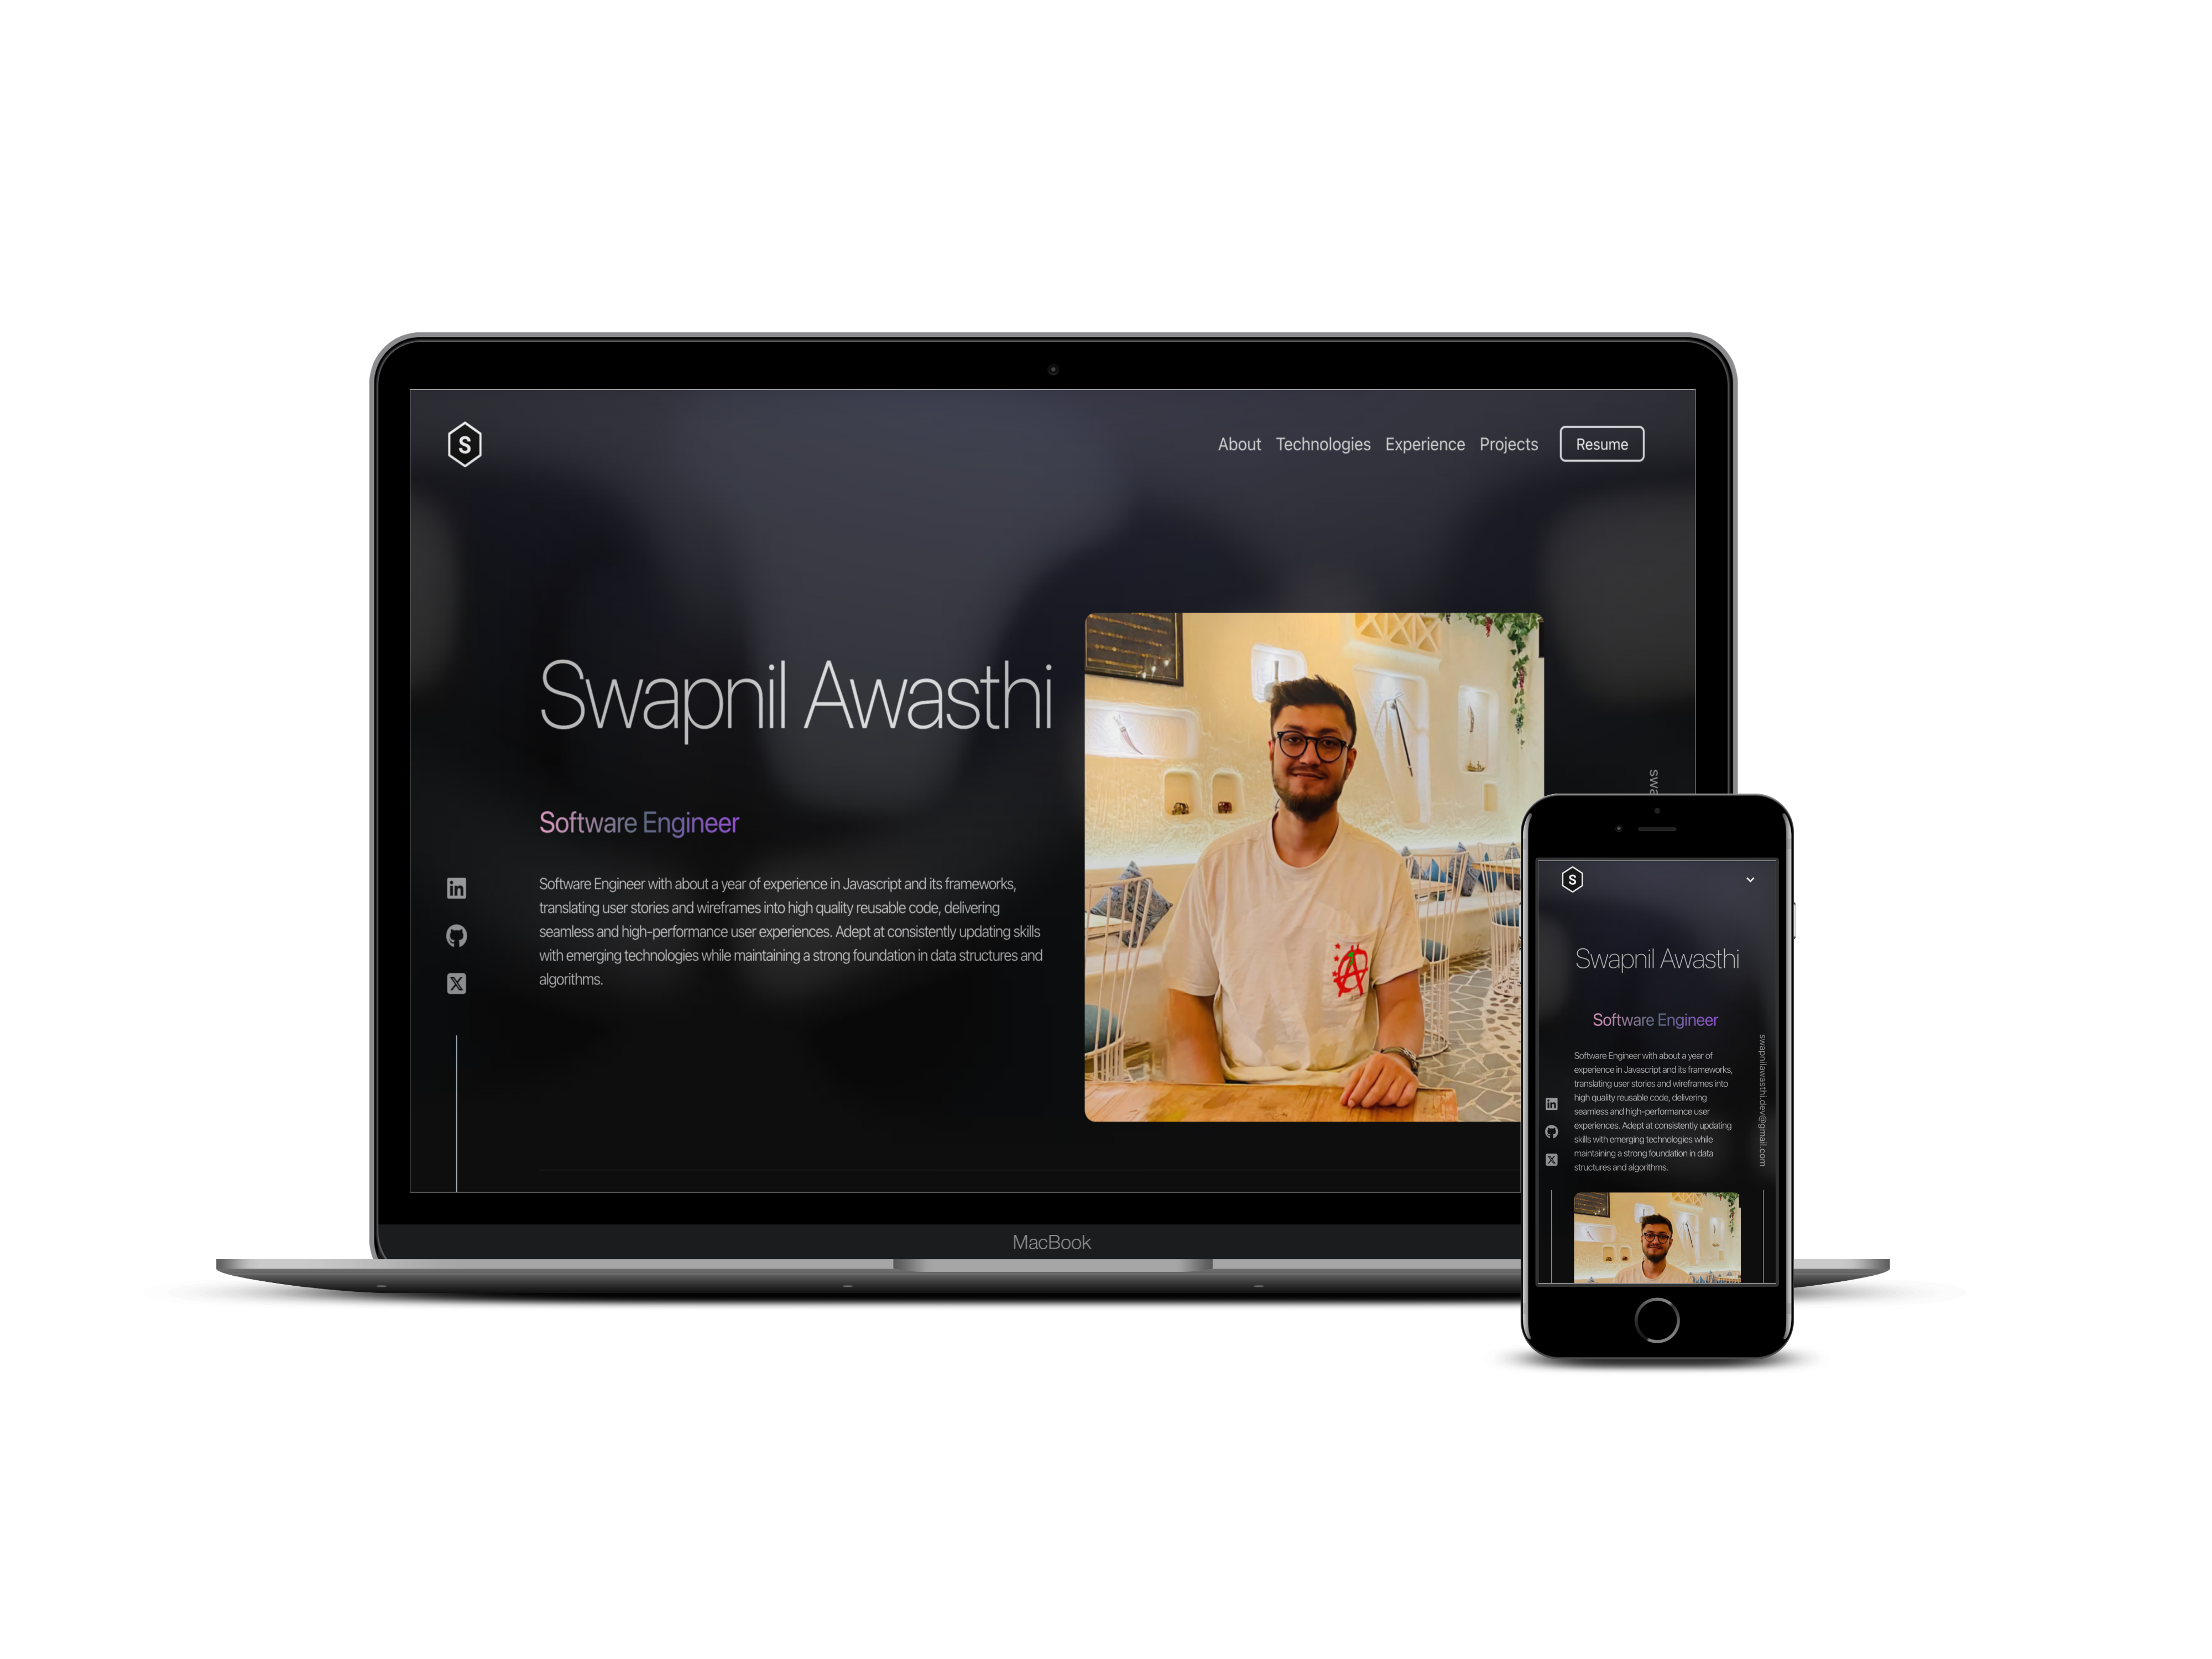 S
About Technologies Experience Projects Resume
Swapnil Awasthi
Software Engineer
Software Engineer with about a year of experience in Javascript and its frameworks,
translating user stories and wireframes into high quality reusable code, delivering
seamless and high-performance user experiences. Adept at consistently updating skills
with emerging technologies while maintaining a strong foundation in data structures and
algorithms.
in
X
swa
MacBook
S
Swapnil Awasthi
Software Engineer
Software Engineer with about a year of
experience in Javascript and its frameworks,
translating user stories and wireframes into
high quality reusable code, delivering
seamless and high-performance user
experiences. Adept at consistently updating
skills with emerging technologies while
maintaining a strong foundation in data
structures and algorithms.
in
X
swapnilawasthi.dev@gmail.com